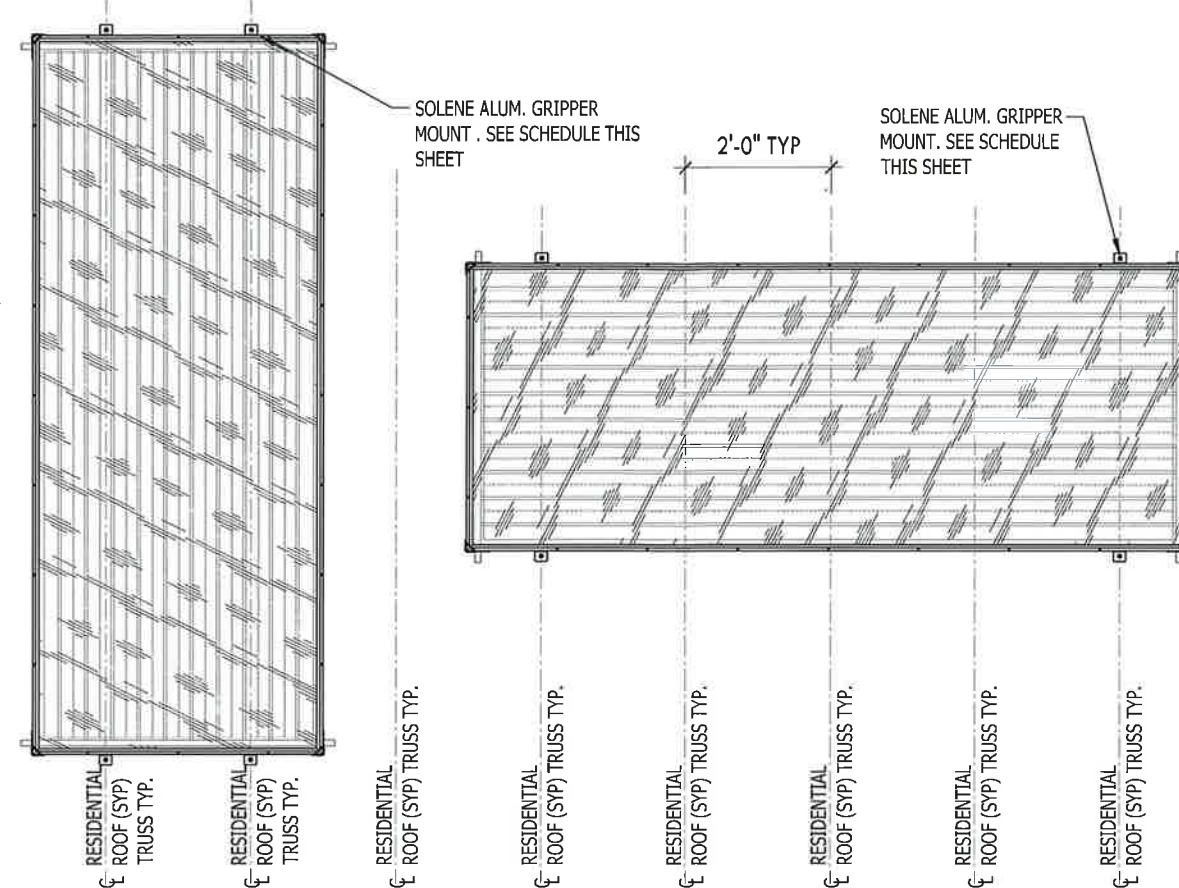 SOLENE ALUM. GRIPPER
MOUNT . SEE SCHEDULE THIS
SHEET
2'-0" TYP
SOLENE ALUM. GRIPPER
MOUNT. SEE SCHEDULE
THIS SHEET
℄ RESIDENTIAL
ROOF (SYP)
TRUSS TYP.
℄ RESIDENTIAL
ROOF (SYP)
TRUSS TYP.
℄ RESIDENTIAL
ROOF (SYP) TRUSS TYP.
℄ RESIDENTIAL
ROOF (SYP) TRUSS TYP.
℄ RESIDENTIAL
ROOF (SYP) TRUSS TYP.
℄ RESIDENTIAL
ROOF (SYP) TRUSS TYP.
℄ RESIDENTIAL
ROOF (SYP) TRUSS TYP.
℄ RESIDENTIAL
ROOF (SYP) TRUSS TYP.